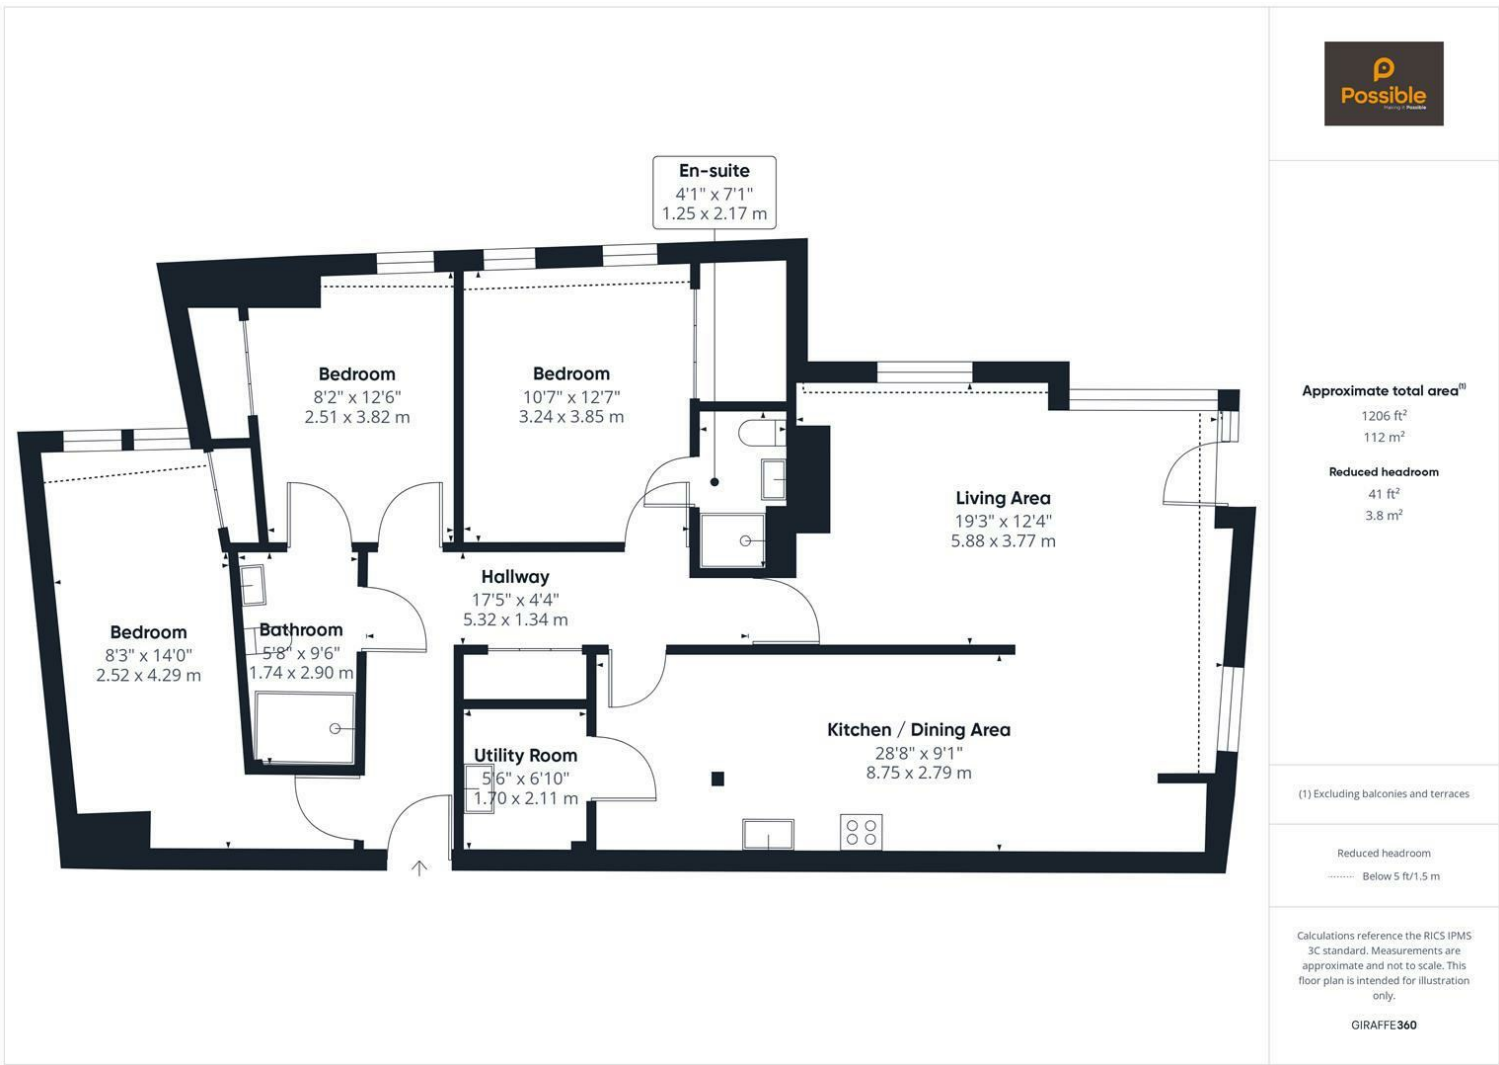 Possible
En-suite
4'1" x 7'1"
1.25 x 2.17 m
Bedroom
8'2" x 12'6"
2.51 x 3.82 m
Bedroom
10'7" x 12'7"
3.24 x 3.85 m
Living Area
19'3" x 12'4"
5.88 x 3.77 m
Hallway
17'5" x 4'4"
5.32 x 1.34 m
Bedroom
8'3" x 14'0"
2.52 x 4.29 m
Bathroom
5'8" x 9'6"
1.74 x 2.90 m
Kitchen / Dining Area
28'8" x 9'1"
8.75 x 2.79 m
Utility Room
5'6" x 6'10"
1.70 x 2.11 m
Approximate total area(1)
1206 ft²
112 m²
Reduced headroom
41 ft²
3.8 m²
(1) Excluding balconies and terraces
Reduced headroom
Below 5 ft/1.5 m
Calculations reference the RICS IPMS
3C standard. Measurements are
approximate and not to scale. This
floor plan is intended for illustration
only.
GIRAFFE360